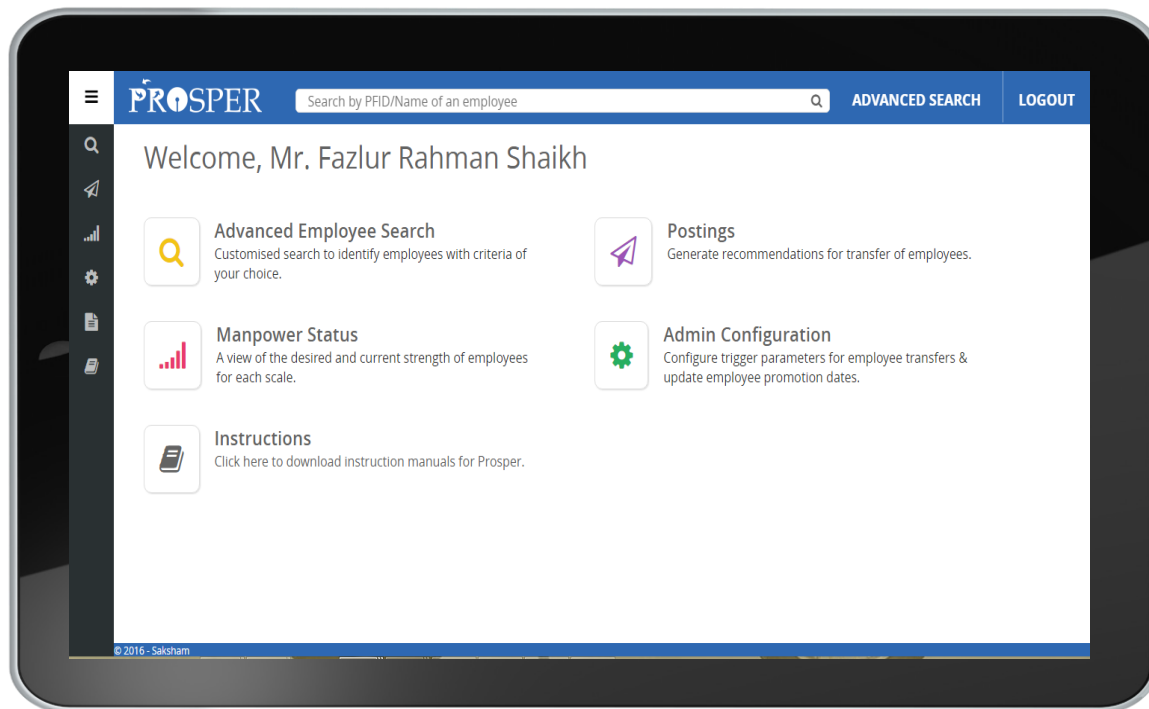 PROSPER
Search by PFID/Name of an employee
ADVANCED SEARCH
LOGOUT
Welcome, Mr. Fazlur Rahman Shaikh
Advanced Employee Search
Customised search to identify employees with criteria of
your choice.
Postings
Generate recommendations for transfer of employees.
Manpower Status
A view of the desired and current strength of employees
for each scale.
Admin Configuration
Configure trigger parameters for employee transfers &
update employee promotion dates.
Instructions
Click here to download instruction manuals for Prosper.
© 2016 - Saksham